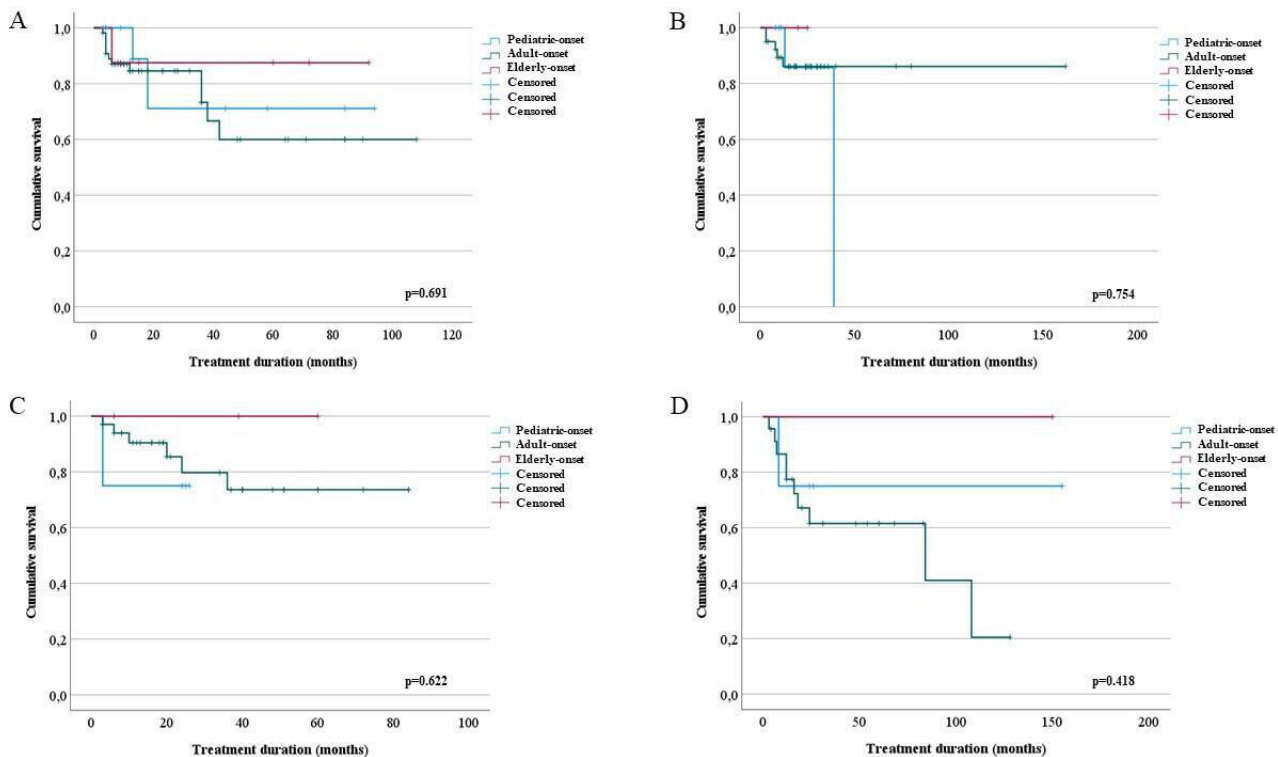 A
1,0
0,8
0,6
0,4
0,2
0,0
Cumulative survival
0 20 40 60 80 100 120
Treatment duration (months)
p=0.691
Pediatric-onset
Adult-onset
Elderly-onset
Censored
Censored
Censored
B
1,0
0,8
0,6
0,4
0,2
0,0
Cumulative survival
0 50 100 150 200
Treatment duration (months)
p=0.754
Pediatric-onset
Adult-onset
Elderly-onset
Censored
Censored
Censored
C
1,0
0,8
0,6
0,4
0,2
0,0
Cumulative survival
0 20 40 60 80 100
Treatment duration (months)
p=0.622
Pediatric-onset
Adult-onset
Elderly-onset
Censored
Censored
Censored
D
1,0
0,8
0,6
0,4
0,2
0,0
Cumulative survival
0 50 100 150 200
Treatment duration (months)
p=0.418
Pediatric-onset
Adult-onset
Elderly-onset
Censored
Censored
Censored